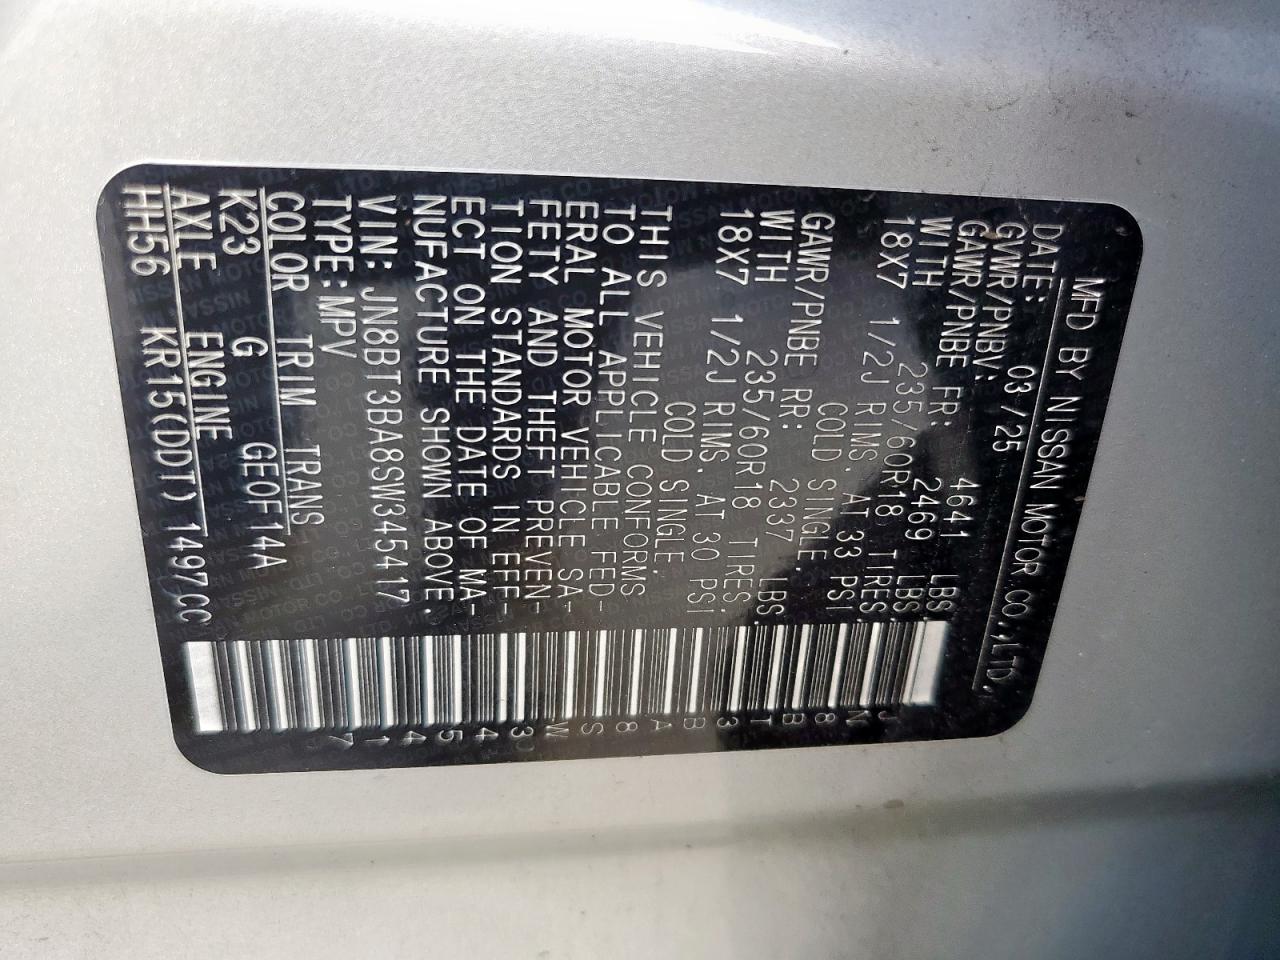 MFD BY NISSAN MOTOR CO.,LTD.
DATE: 03/25
GVWR/PNBV: 4641 LBS.
GAWR/PNBE FR: 2469 LBS.
WITH 235/60R18 TIRES.
18X7 1/2J RIMS. AT 33 PSI.
COLD SINGLE.
GAWR/PNBE RR: 2337 LBS.
WITH 235/60R18 TIRES.
18X7 1/2J RIMS. AT 30 PSI
COLD SINGLE.
THIS VEHICLE CONFORMS
TO ALL APPLICABLE FED-
ERAL MOTOR VEHICLE SA-
FETY AND THEFT PREVEN-
TION STANDARDS IN EFF-
ECT ON THE DATE OF MA-
NUFACTURE SHOWN ABOVE.
VIN: JN8BT3BA8SW345417
TYPE:MPV
COLOR TRIM TRANS
K23 G GE0F14A
AXLE ENGINE
HH56 KR15(DDT) 1497CC
JN8BT3BA8SW345417